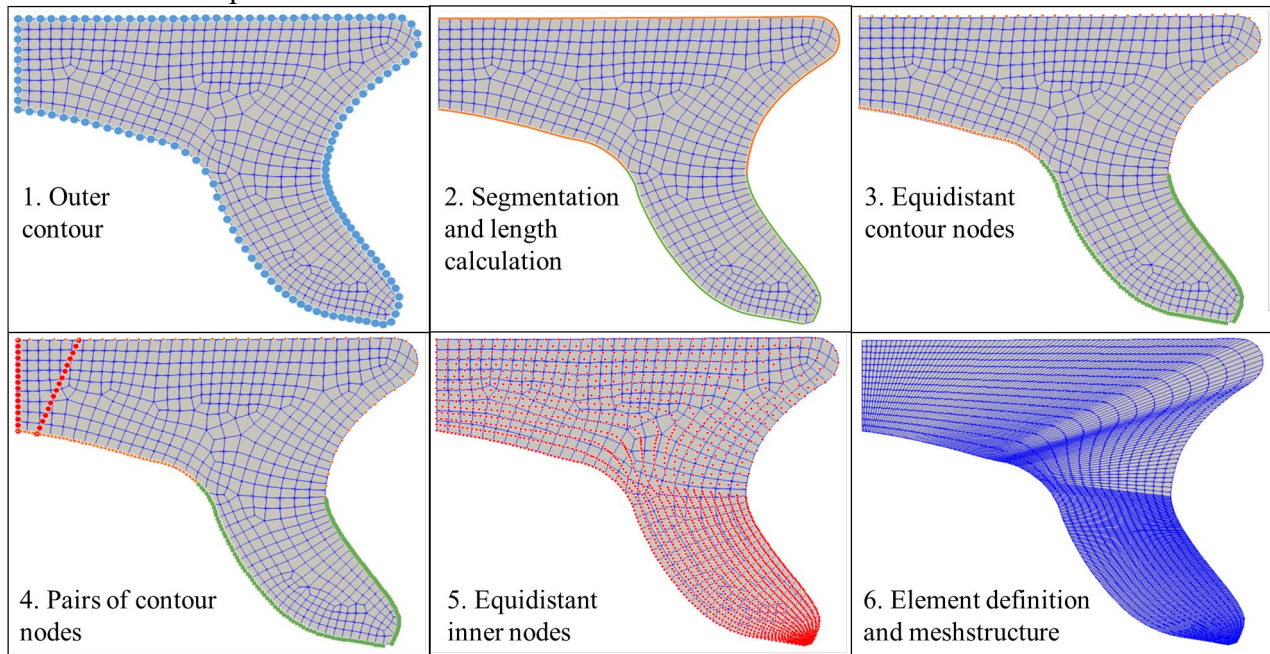 1. Outer
contour
2. Segmentation
and length
calculation
3. Equidistant
contour nodes
4. Pairs of contour
nodes
5. Equidistant
inner nodes
6. Element definition
and meshstructure